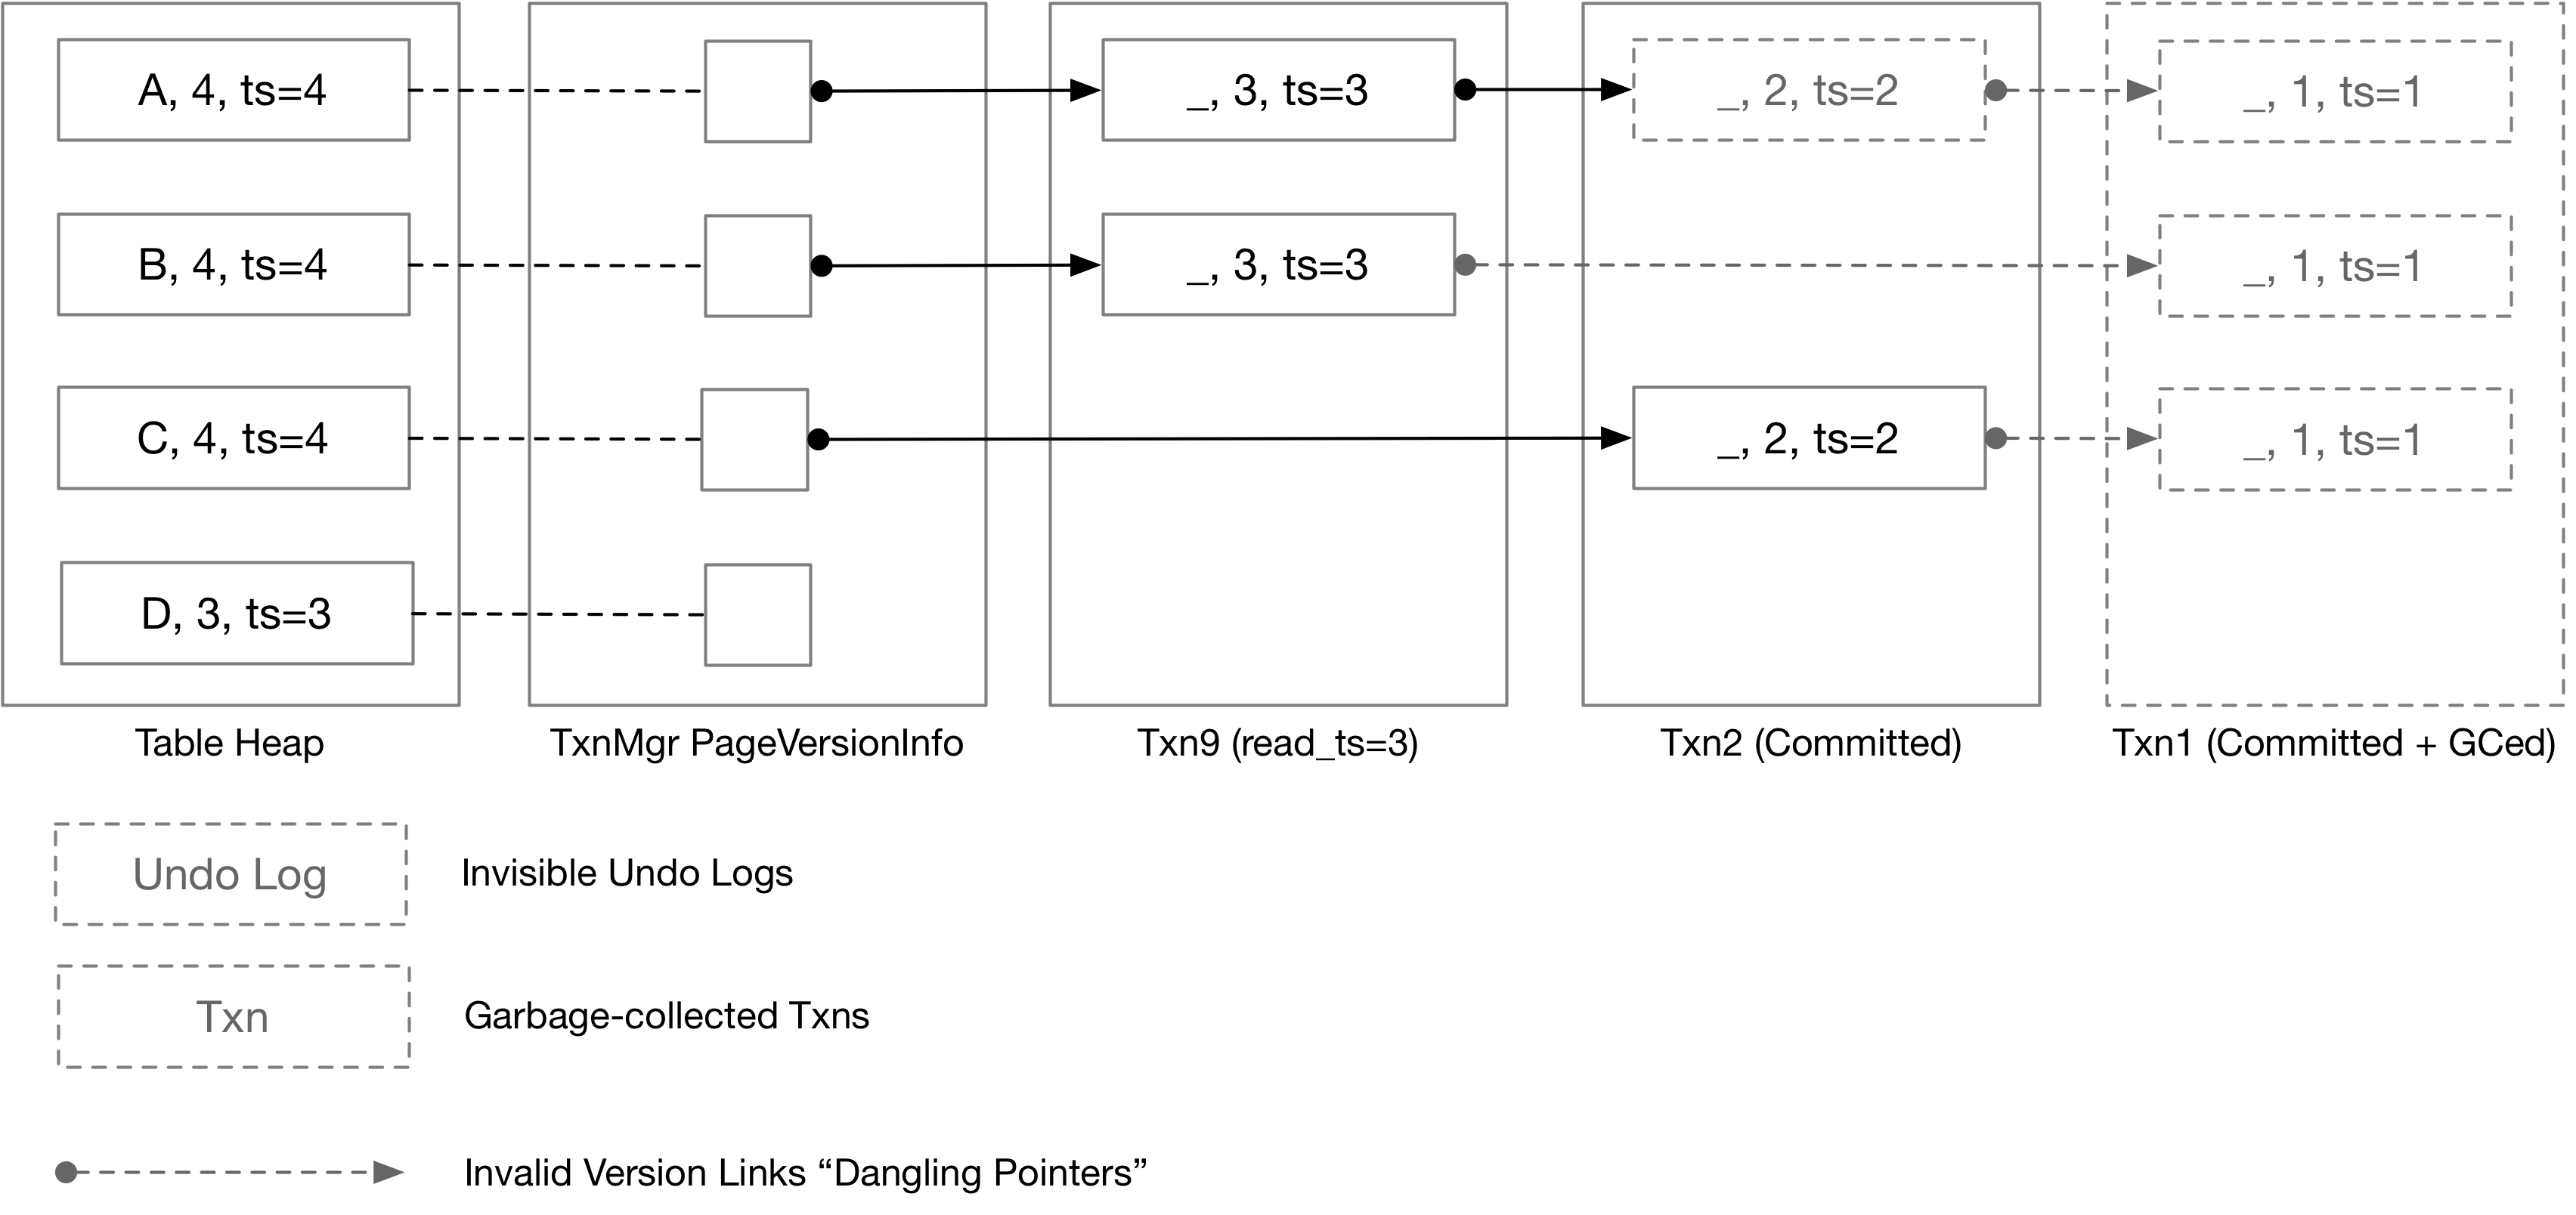 A, 4, ts=4
_, 3, ts=3
_, 2, ts=2
_, 1, ts=1
B, 4, ts=4
_, 3, ts=3
_, 1, ts=1
C, 4, ts=4
_, 2, ts=2
_, 1, ts=1
D, 3, ts=3
Table Heap
TxnMgr PageVersionInfo
Txn9 (read_ts=3)
Txn2 (Committed)
Txn1 (Committed + GCed)
Undo Log
Invisible Undo Logs
Txn
Garbage-collected Txns
Invalid Version Links “Dangling Pointers”